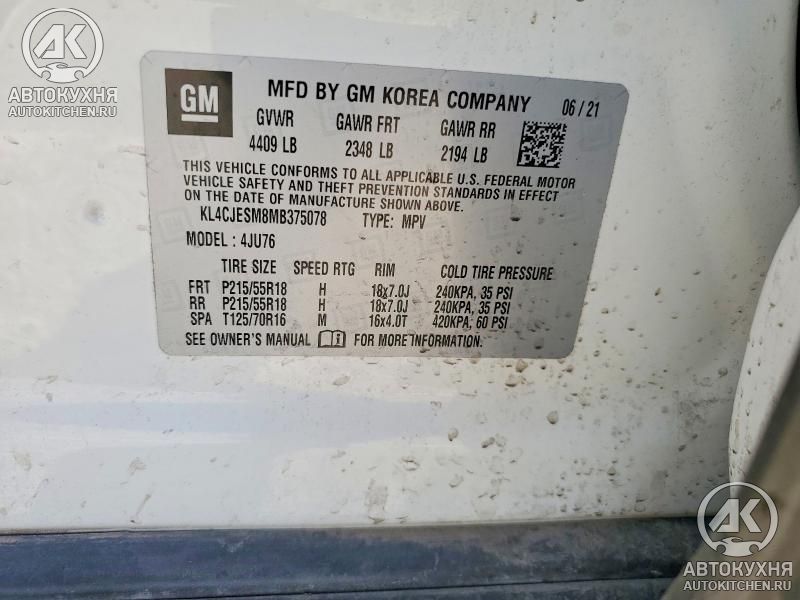 АК
АВТОКУХНЯ
AUTOKITCHEN.RU
GM
MFD BY GM KOREA COMPANY 06 / 21
GVWR GAWR FRT GAWR RR
4409 LB 2348 LB 2194 LB
THIS VEHICLE CONFORMS TO ALL APPLICABLE U.S. FEDERAL MOTOR
VEHICLE SAFETY AND THEFT PREVENTION STANDARDS IN EFFECT
ON THE DATE OF MANUFACTURE SHOWN ABOVE.
KL4CJESM8MB375078 TYPE: MPV
MODEL : 4JU76
TIRE SIZE SPEED RTG RIM COLD TIRE PRESSURE
FRT P215/55R18 H 18x7.0J 240KPA, 35 PSI
RR P215/55R18 H 18x7.0J 240KPA, 35 PSI
SPA T125/70R16 M 16x4.0T 420KPA, 60 PSI
SEE OWNER'S MANUAL FOR MORE INFORMATION.
АК
АВТОКУХНЯ
AUTOKITCHEN.RU